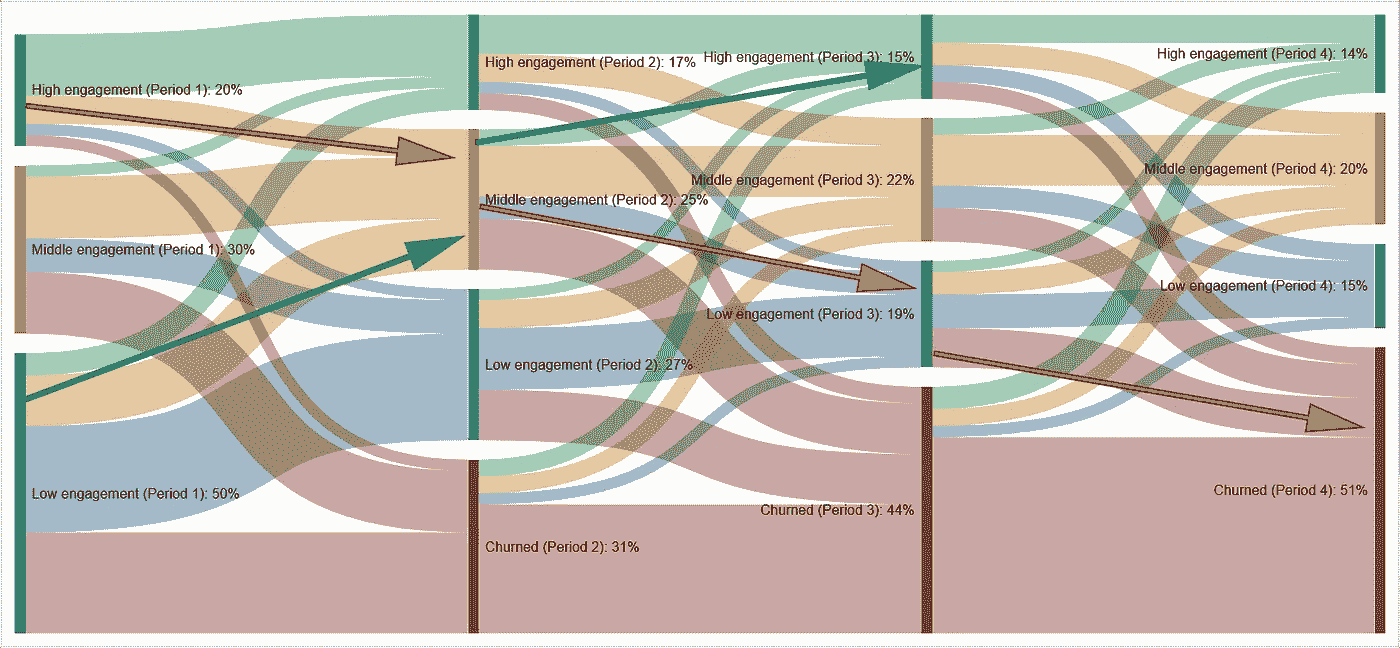 High engagement (Period 1): 20%
Middle engagement (Period 1): 30%
Low engagement (Period 1): 50%
High engagement (Period 2): 17%
Middle engagement (Period 2): 25%
Low engagement (Period 2): 27%
Churned (Period 2): 31%
High engagement (Period 3): 15%
Middle engagement (Period 3): 22%
Low engagement (Period 3): 19%
Churned (Period 3): 44%
High engagement (Period 4): 14%
Middle engagement (Period 4): 20%
Low engagement (Period 4): 15%
Churned (Period 4): 51%